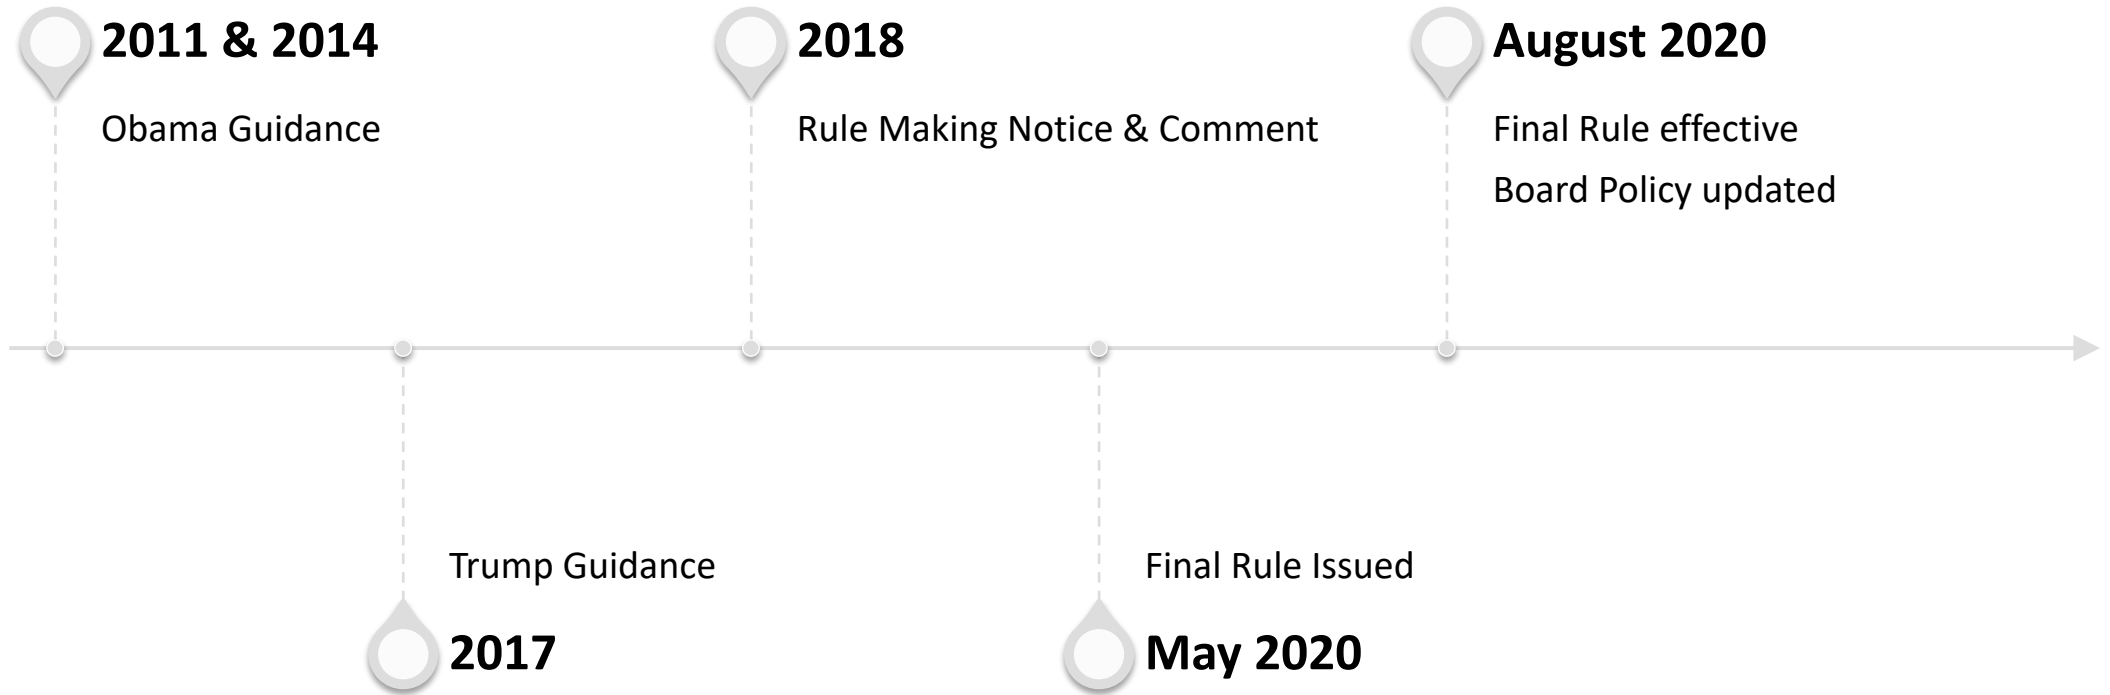 2011 & 2014
Obama Guidance
Trump Guidance
2017
2018
Rule Making Notice & Comment
Final Rule Issued
May 2020
August 2020
Final Rule effective
Board Policy updated